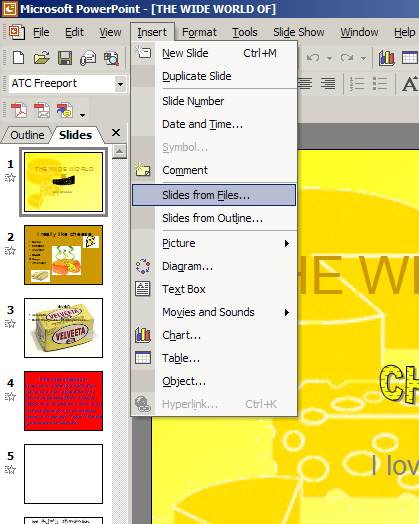 Microsoft PowerPoint - [THE WIDE WORLD OF]
File Edit View Insert Format Tools Slide Show Window
ATC Freeport
Outline Slides
New Slide Ctrl+M
Duplicate Slide
Slide Number
Date and Time...
Symbol...
Comment
Slides from Files...
Slides from Outline...
Picture
Diagram...
Text Box
Movies and Sounds
Chart...
Table...
Object...
Hyperlink... Ctrl+K
1
THE WIDE WORLD
2
I really like cheese
3
VELVEETA
4
5
HE WI
CH
I lov